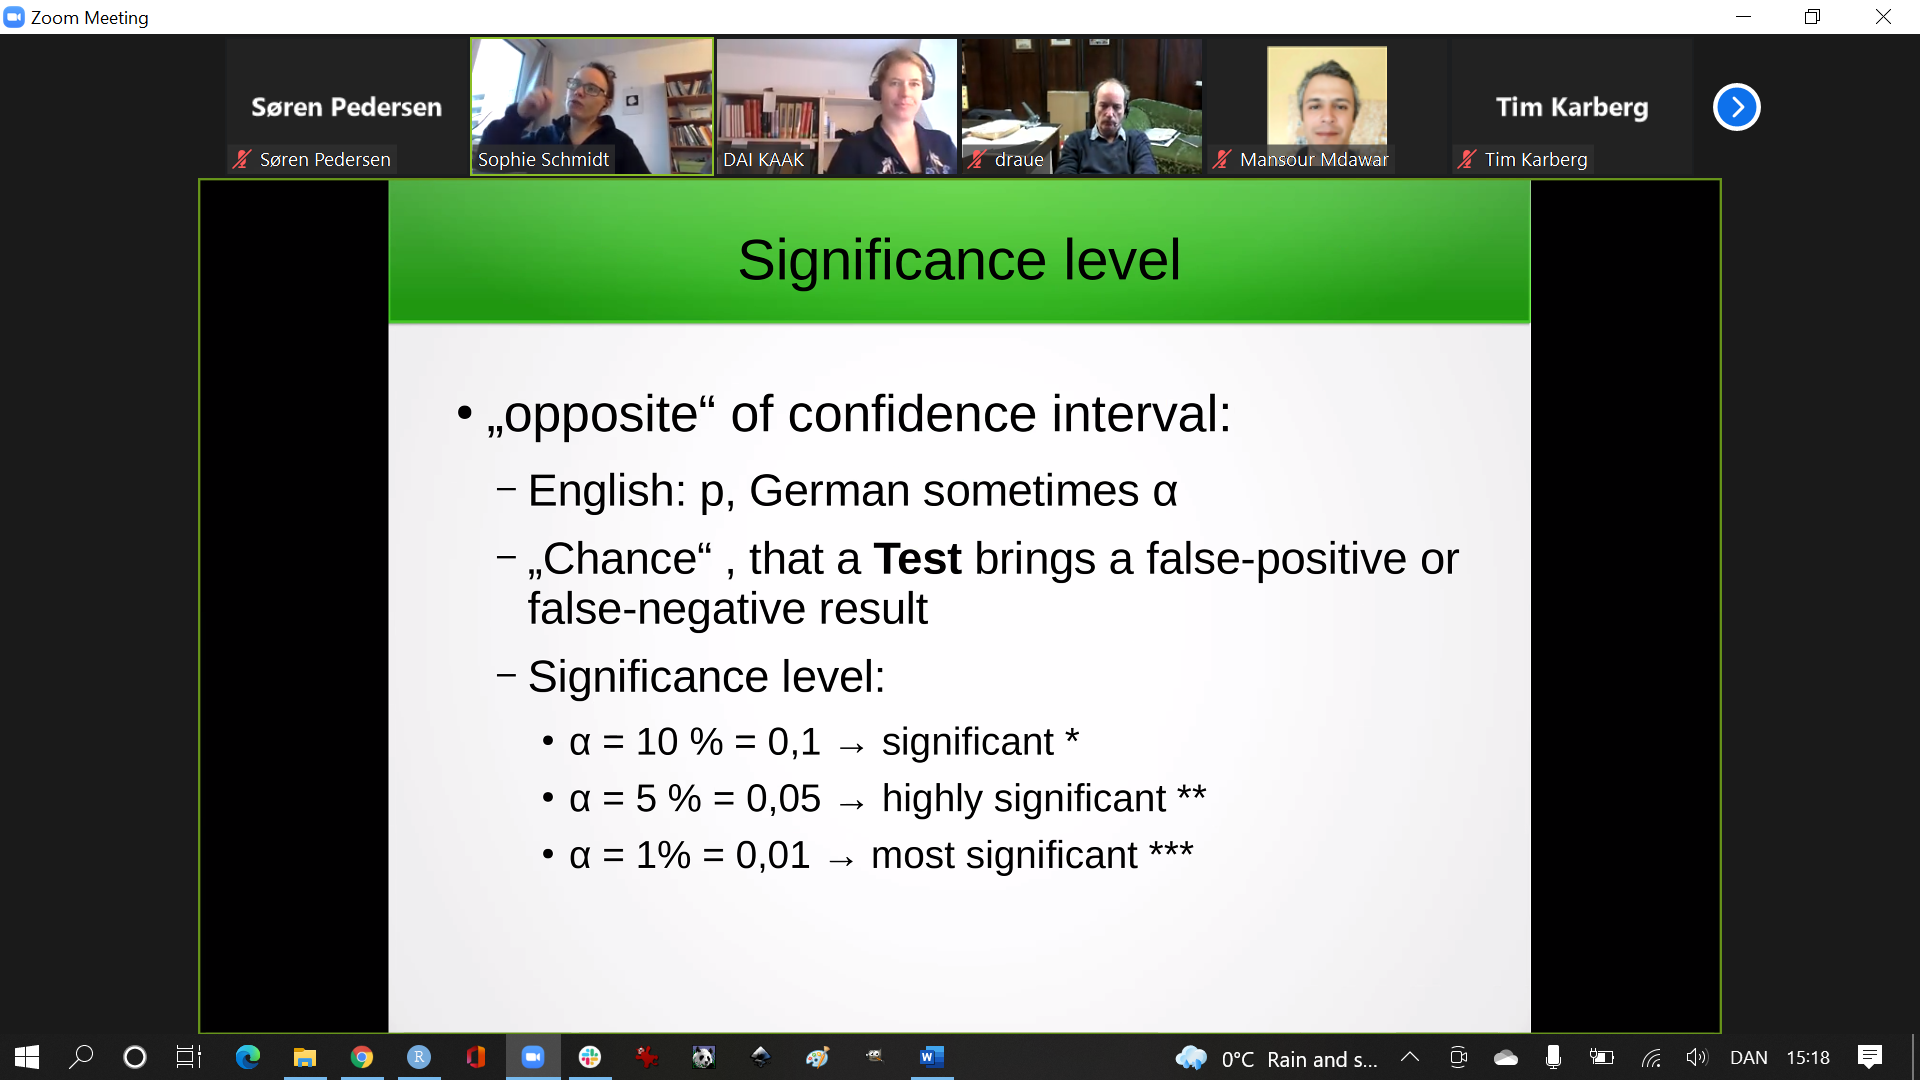 Zoom Meeting
Søren Pedersen
Søren Pedersen
Sophie Schmidt
DAI KAAK
draue
Mansour Mdawar
Tim Karberg
Tim Karberg
Significance level
• „opposite“ of confidence interval:
– English: p, German sometimes α
– „Chance“ , that a Test brings a false-positive or
false-negative result
– Significance level:
• α = 10 % = 0,1 → significant *
• α = 5 % = 0,05 → highly significant **
• α = 1% = 0,01 → most significant ***
R
W
0°C Rain and s...
DAN
15:18